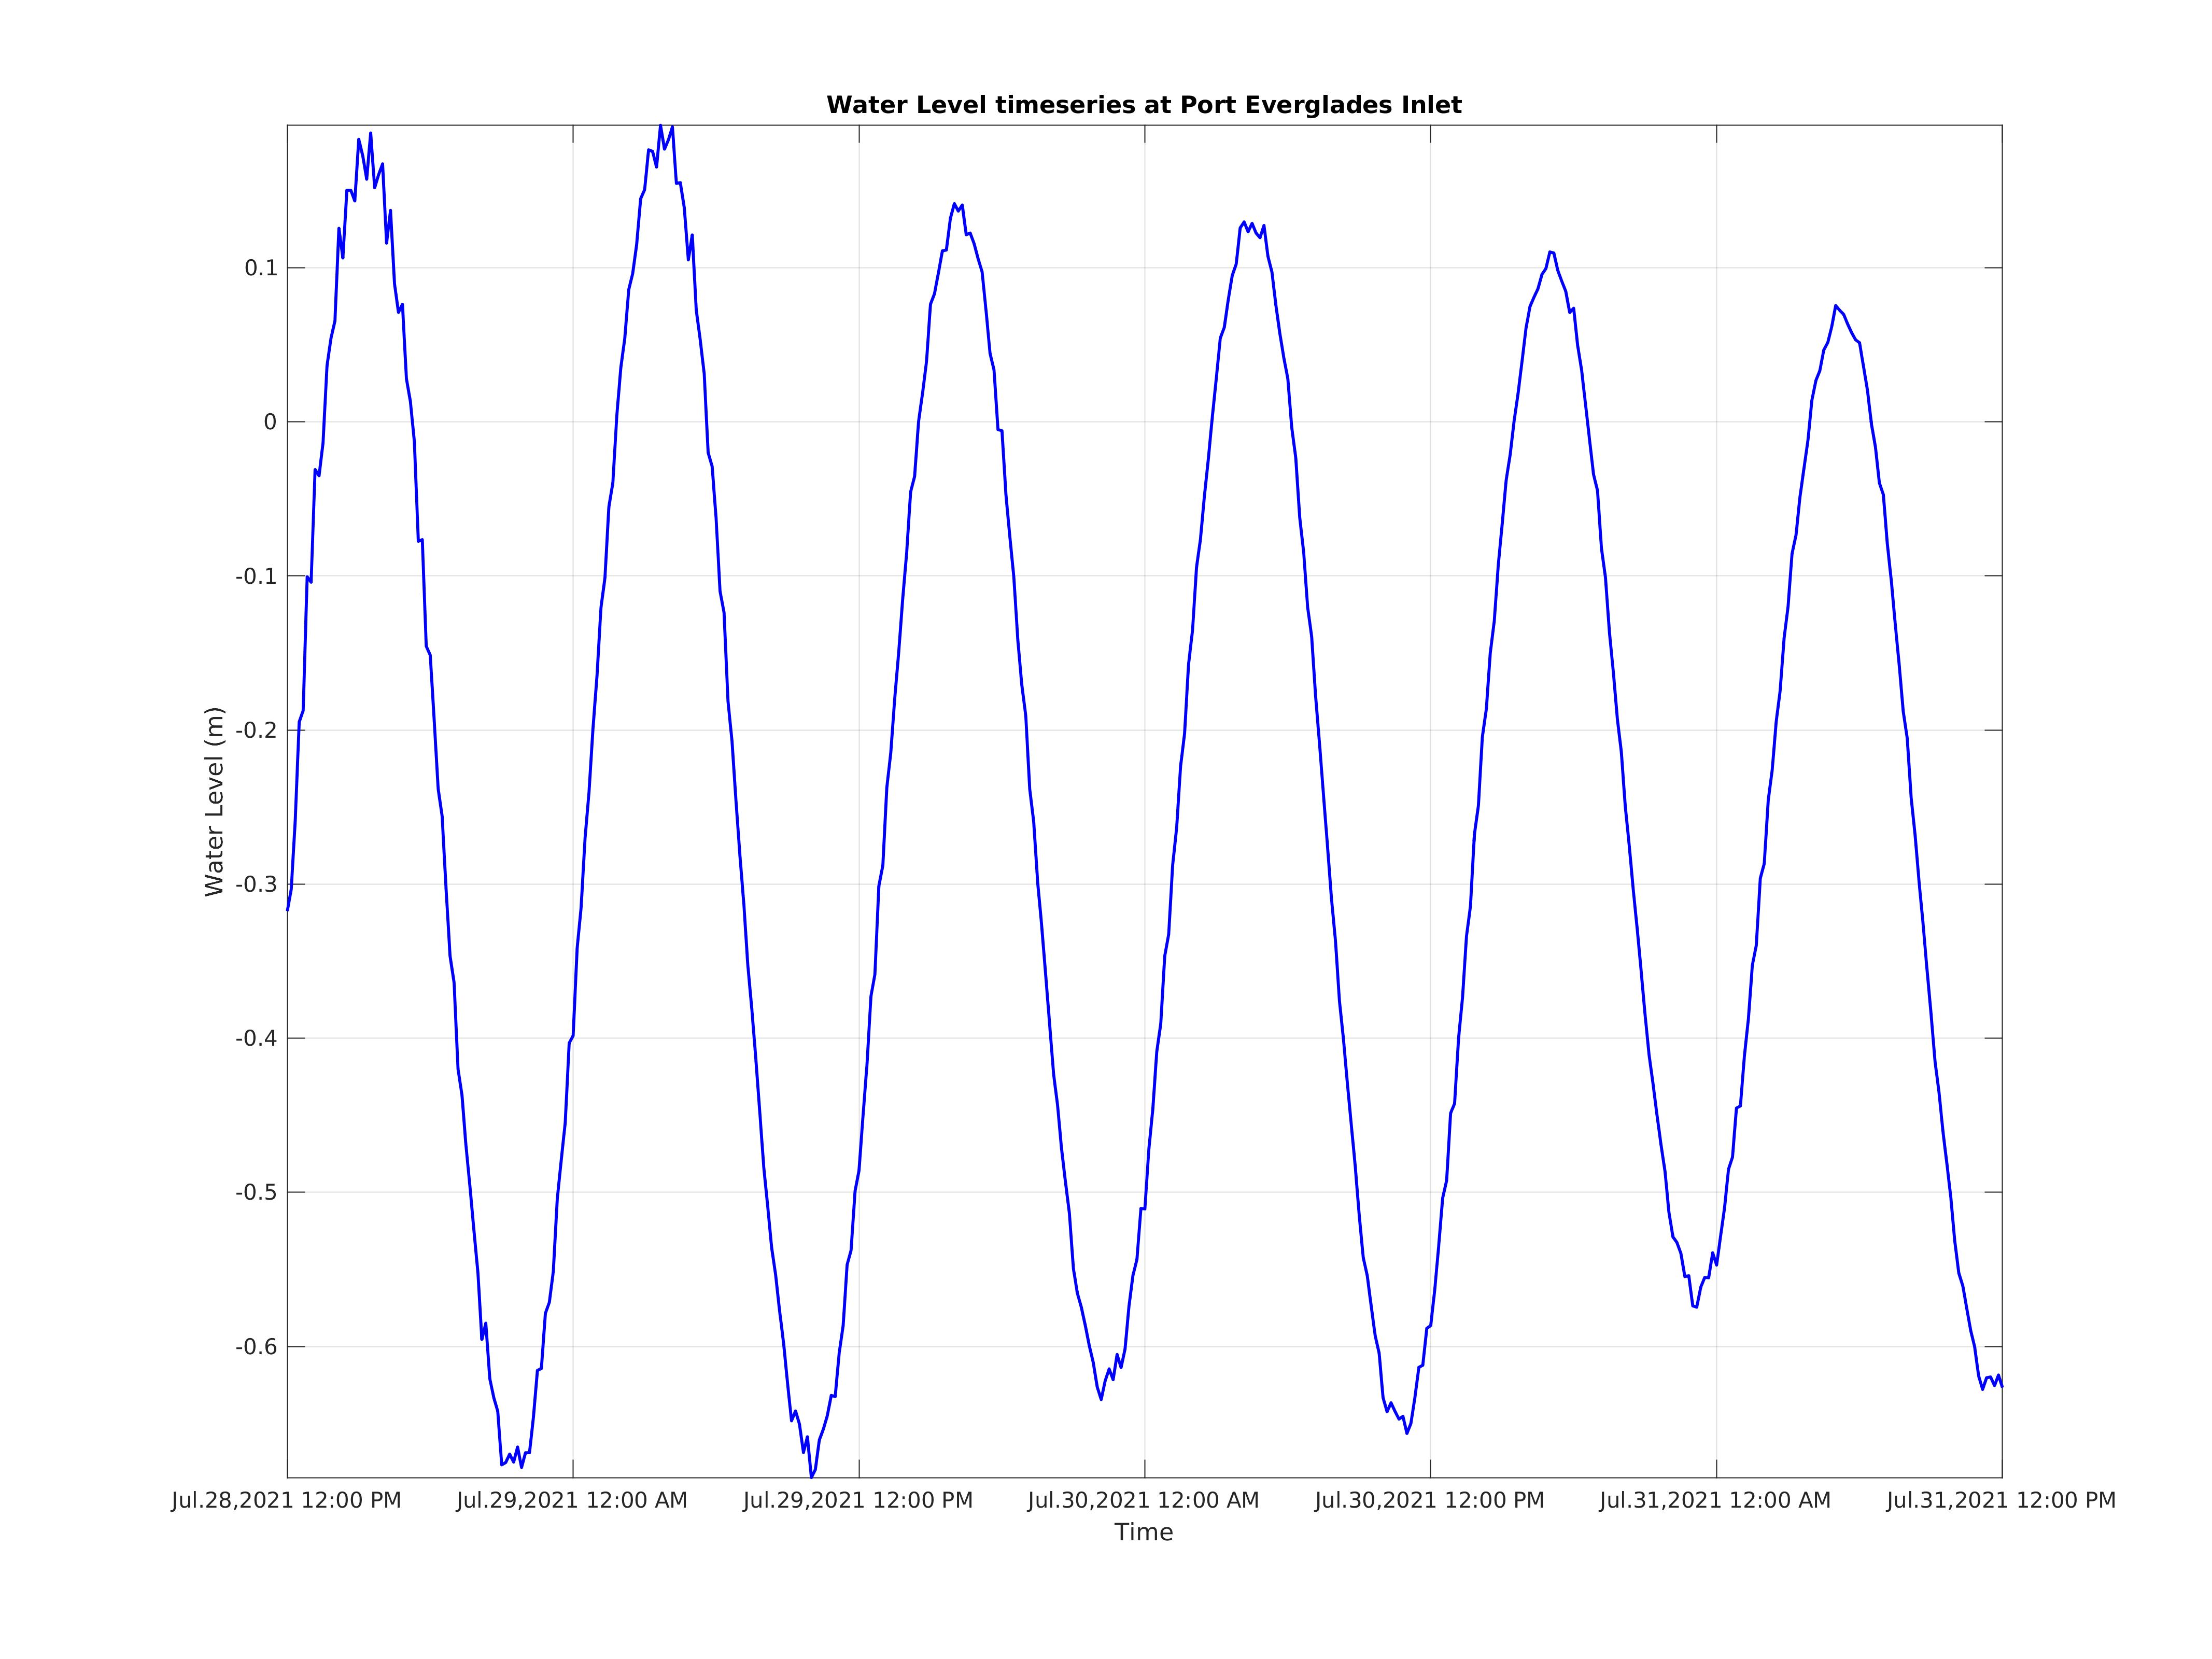 Water Level timeseries at Port Everglades Inlet
0.1
0
-0.1
-0.2
-0.3
-0.4
-0.5
-0.6
Water Level (m)
Jul.28,2021 12:00 PM
Jul.29,2021 12:00 AM
Jul.29,2021 12:00 PM
Jul.30,2021 12:00 AM
Jul.30,2021 12:00 PM
Jul.31,2021 12:00 AM
Jul.31,2021 12:00 PM
Time